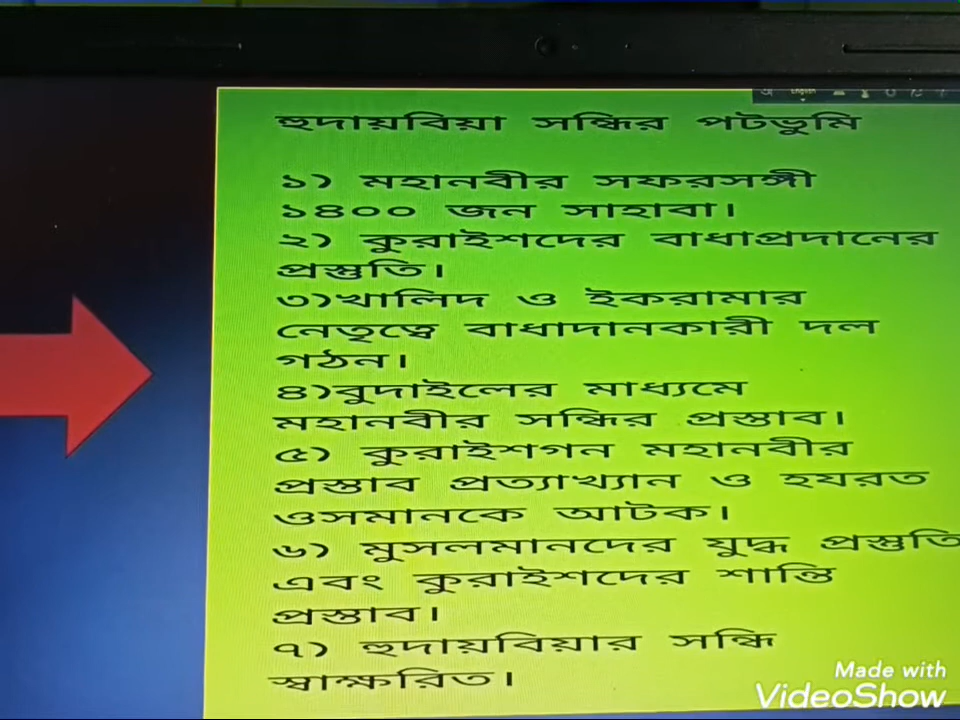 English
হুদায়বিয়া সন্ধির পটভুমি
১) মহানবীর সফরসঙ্গী
১৪০০ জন সাহাবা।
২) কুরাইশদের বাধাপ্রদানের
প্রস্তুতি।
৩)খালিদ ও ইকরামার
নেতৃত্বে বাধাদানকারী দল
গঠন।
৪)বুদাইলের মাধ্যমে
মহানবীর সন্ধির প্রস্তাব।
৫) কুরাইশগন মহানবীর
প্রস্তাব প্রত্যাখ্যান ও হযরত
ওসমানকে আটক।
৬) মুসলমানদের যুদ্ধ প্রস্তুতি
এবং কুরাইশদের শান্তি
প্রস্তাব।
৭) হুদায়বিয়ার সন্ধি
স্বাক্ষরিত।
Made with
VideoShow